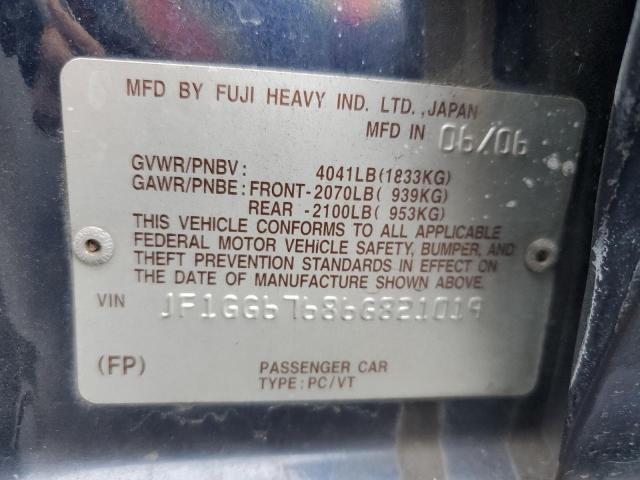 MFD BY FUJI HEAVY IND. LTD., JAPAN
MFD IN 06/06
GVWR/PNBV: 4041LB(1833KG)
GAWR/PNBE: FRONT-2070LB( 939KG)
REAR -2100LB( 953KG)
THIS VEHICLE CONFORMS TO ALL APPLICABLE
FEDERAL MOTOR VEHICLE SAFETY, BUMPER, AND
THEFT PREVENTION STANDARDS IN EFFECT ON
THE DATE OF MANUFACTURE SHOWN ABOVE.
VIN JF1GG67686G821019
(FP) PASSENGER CAR
TYPE: PC/VT